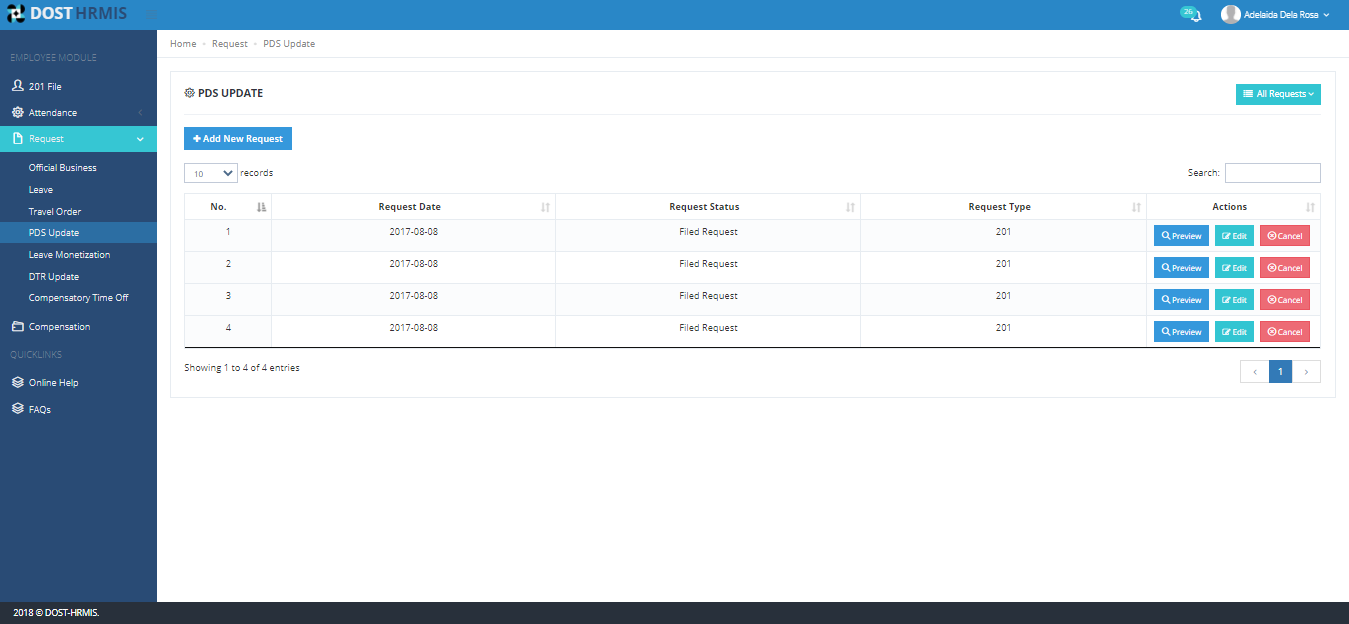 DOST HRMIS
26
Adelaida Dela Rosa
Home
Request
PDS Update
EMPLOYEE MODULE
201 File
Attendance
Request
Official Business
Leave
Travel Order
PDS Update
Leave Monetization
DTR Update
Compensatory Time Off
Compensation
QUICKLINKS
Online Help
FAQs
PDS UPDATE
All Requests
Add New Request
10 records
Search:
No. Request Date Request Status Request Type Actions
1 2017-08-08 Filed Request 201 Preview Edit Cancel
2 2017-08-08 Filed Request 201 Preview Edit Cancel
3 2017-08-08 Filed Request 201 Preview Edit Cancel
4 2017-08-08 Filed Request 201 Preview Edit Cancel
Showing 1 to 4 of 4 entries
‹ 1 ›
2018 © DOST-HRMIS.